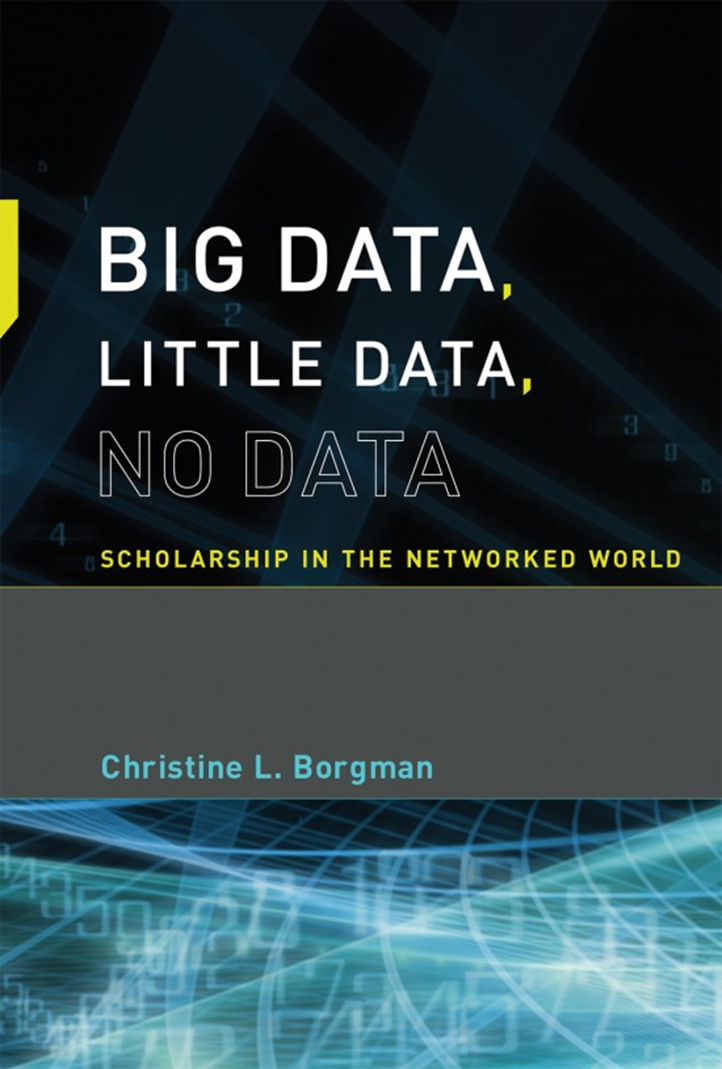 BIG DATA,
LITTLE DATA,
NO DATA
SCHOLARSHIP IN THE NETWORKED WORLD
Christine L. Borgman